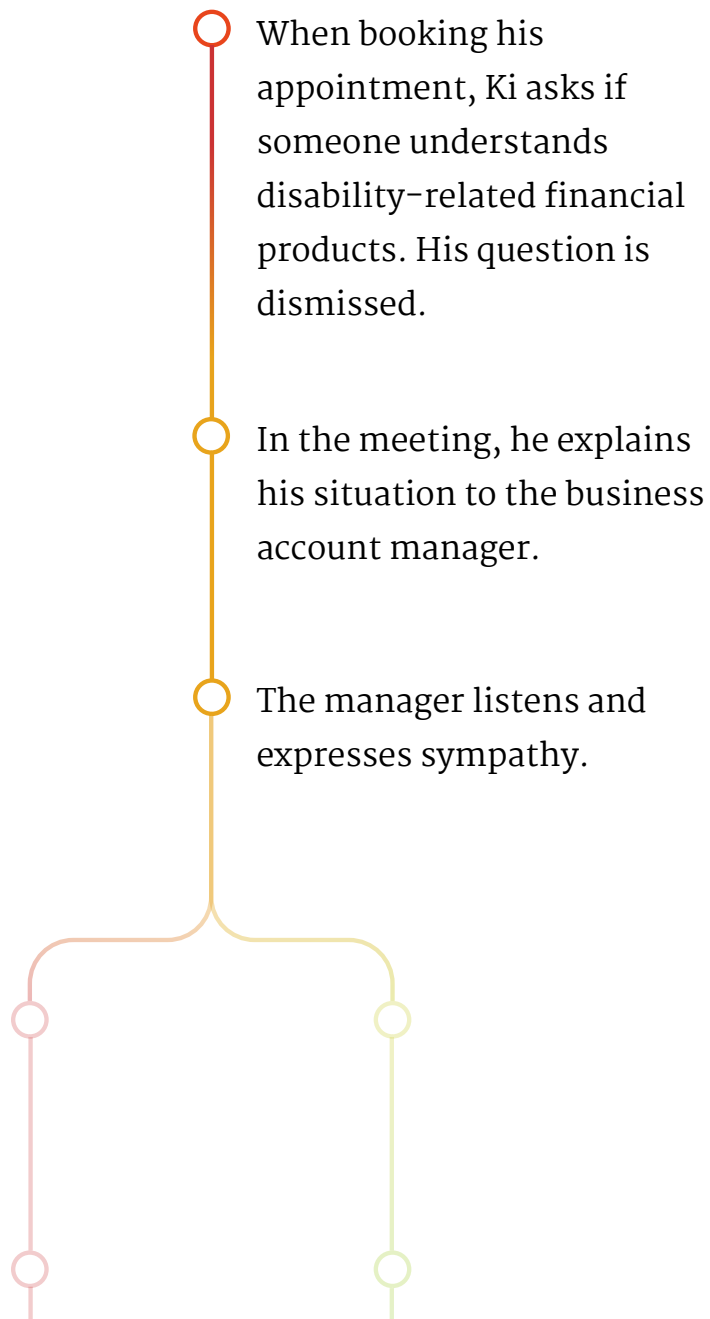 When booking his
appointment, Ki asks if
someone understands
disability-related financial
products. His question is
dismissed.
In the meeting, he explains
his situation to the business
account manager.
The manager listens and
expresses sympathy.